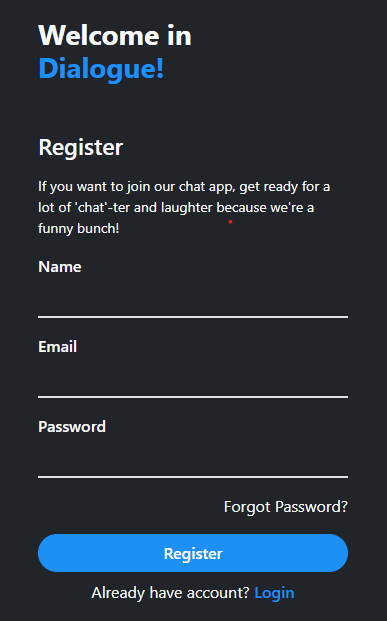 Welcome in
Dialogue!
Register
If you want to join our chat app, get ready for a
lot of 'chat'-ter and laughter because we're a
funny bunch!
Name
Email
Password
Forgot Password?
Register
Already have account? Login